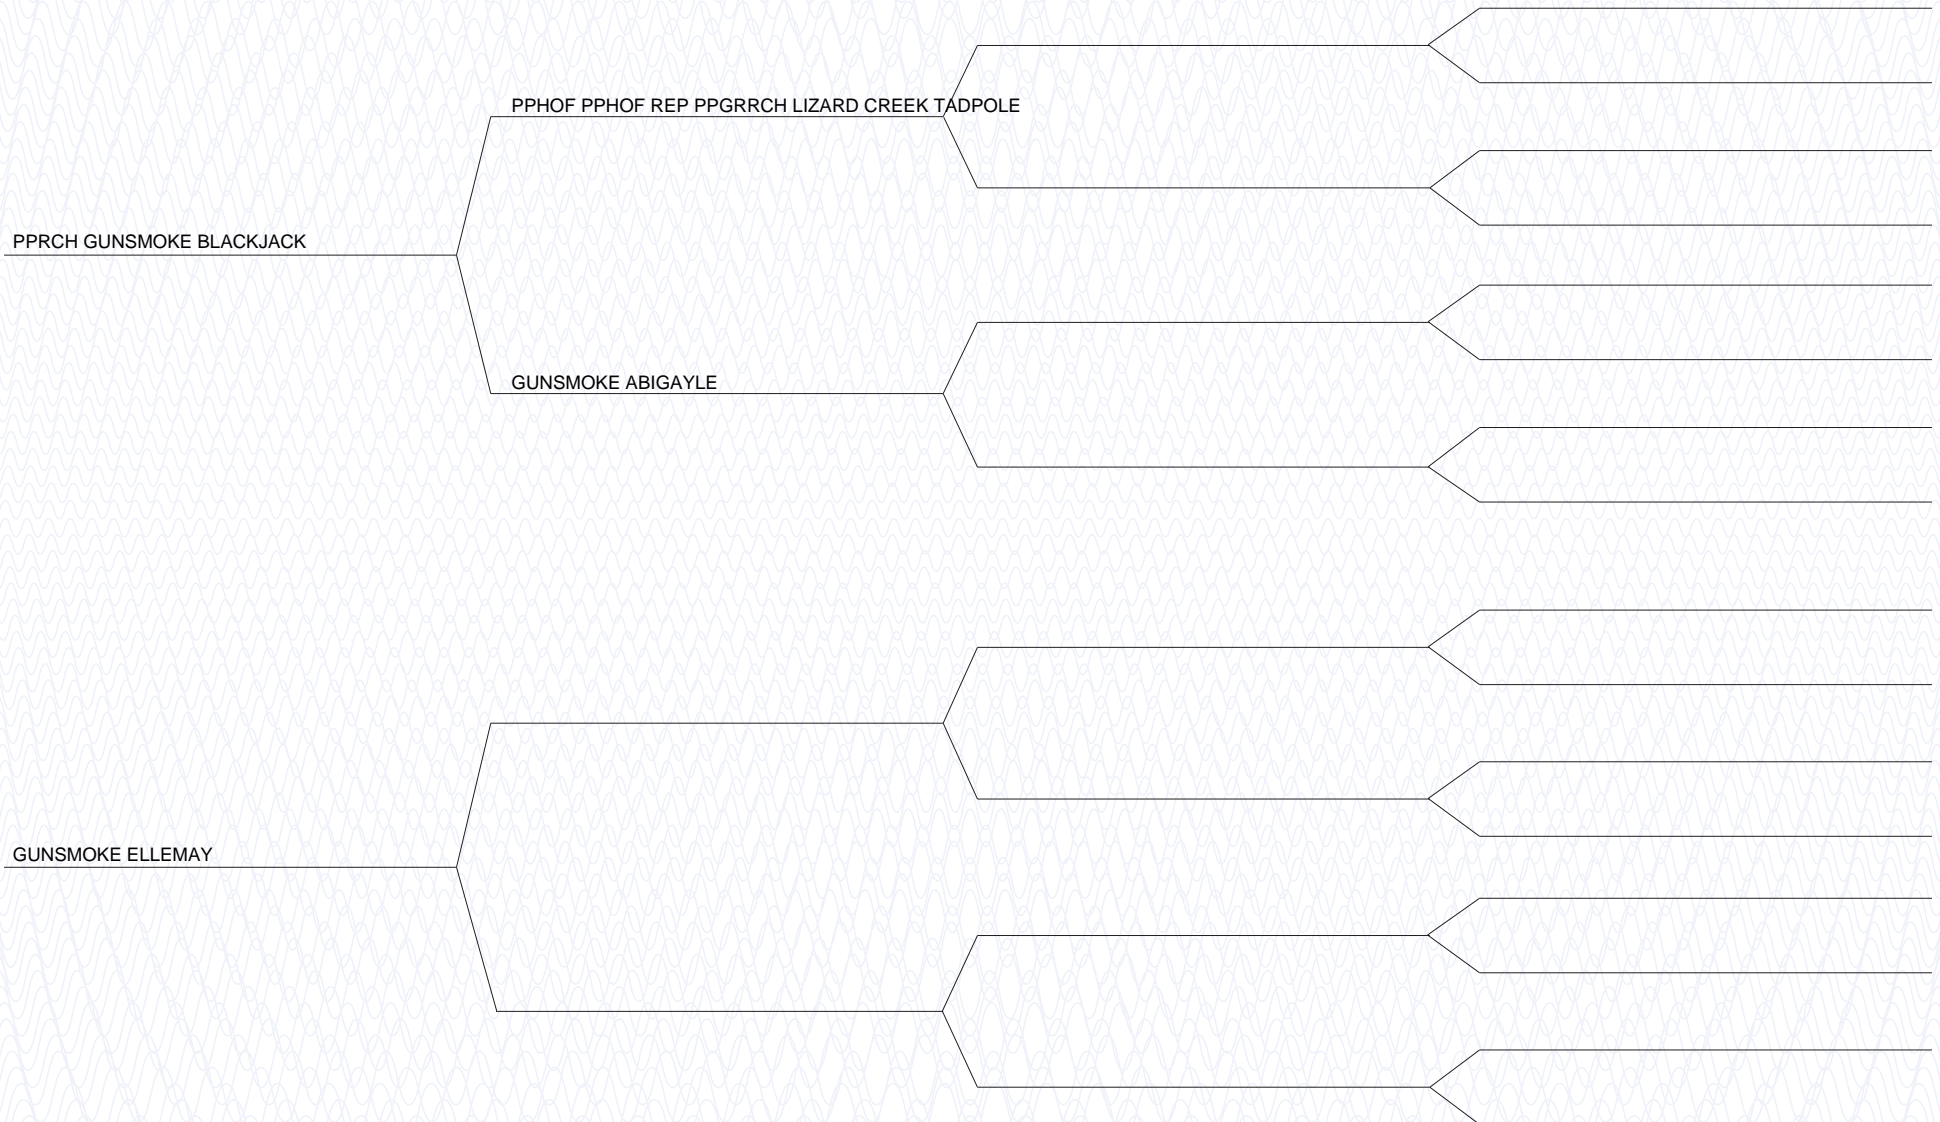 PPHOF PPHOF REP PPGRRCH LIZARD CREEK TADPOLE
PPRCH GUNSMOKE BLACKJACK
GUNSMOKE ABIGAYLE
GUNSMOKE ELLEMAY